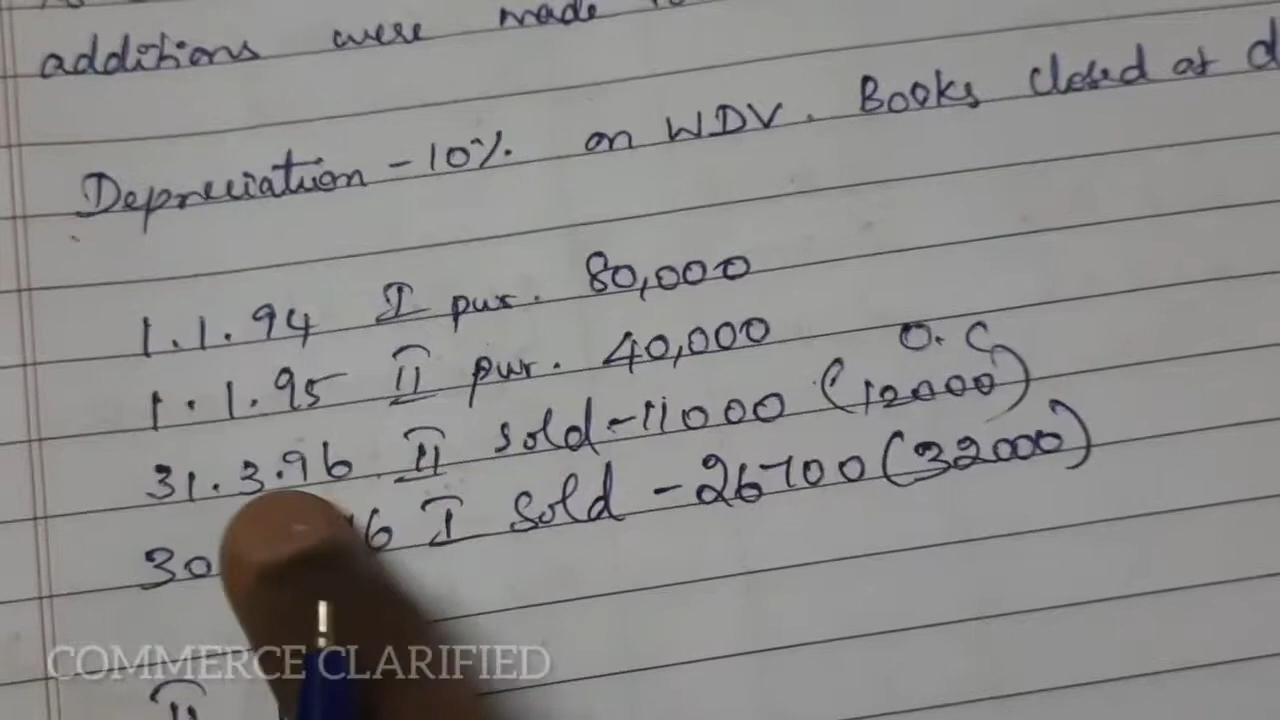 additions were made
Depreciation - 10% on WDV. Books closed at d
1.1.94 I pur. 80,000
1.1.95 II pur. 40,000
O.C
31.3.96 II sold - 11000 (12000)
30 6 I sold - 26700 (32000)
II
COMMERCE CLARIFIED